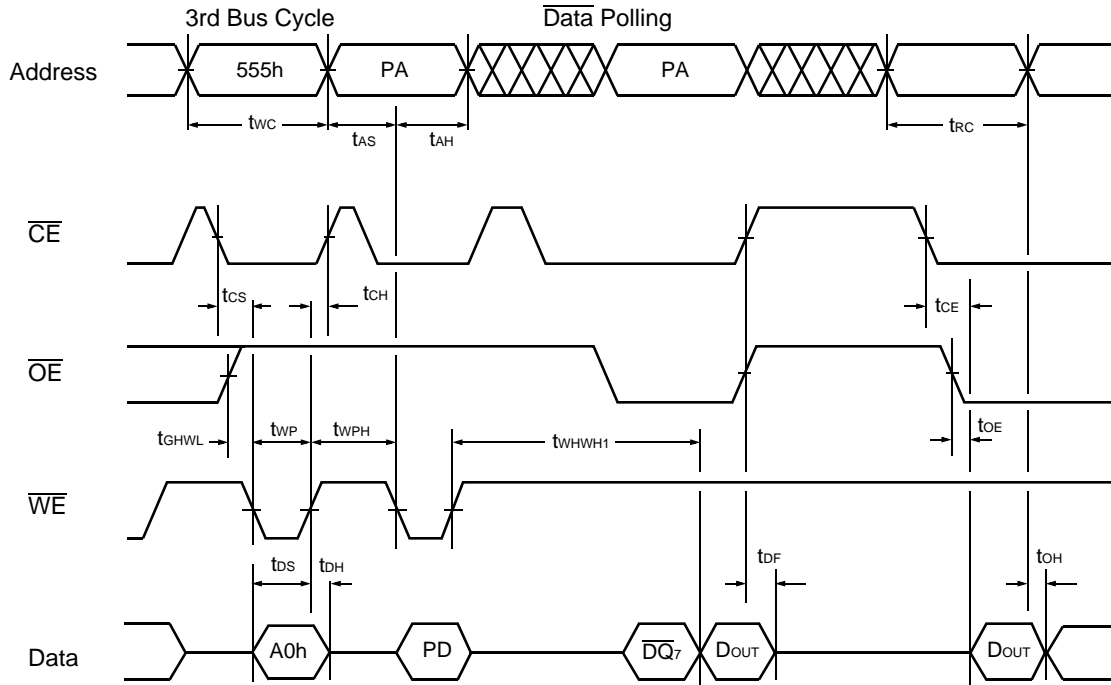 3rd Bus Cycle
Data Polling
Address
555h
PA
PA
tWC
tAS
tAH
tRC
CE
tCS
tCH
tCE
OE
tGHWL
tWP
tWPH
tWHWH1
tOE
WE
tDS
tDH
tDF
tOH
Data
A0h
PD
DQ7
DOUT
DOUT